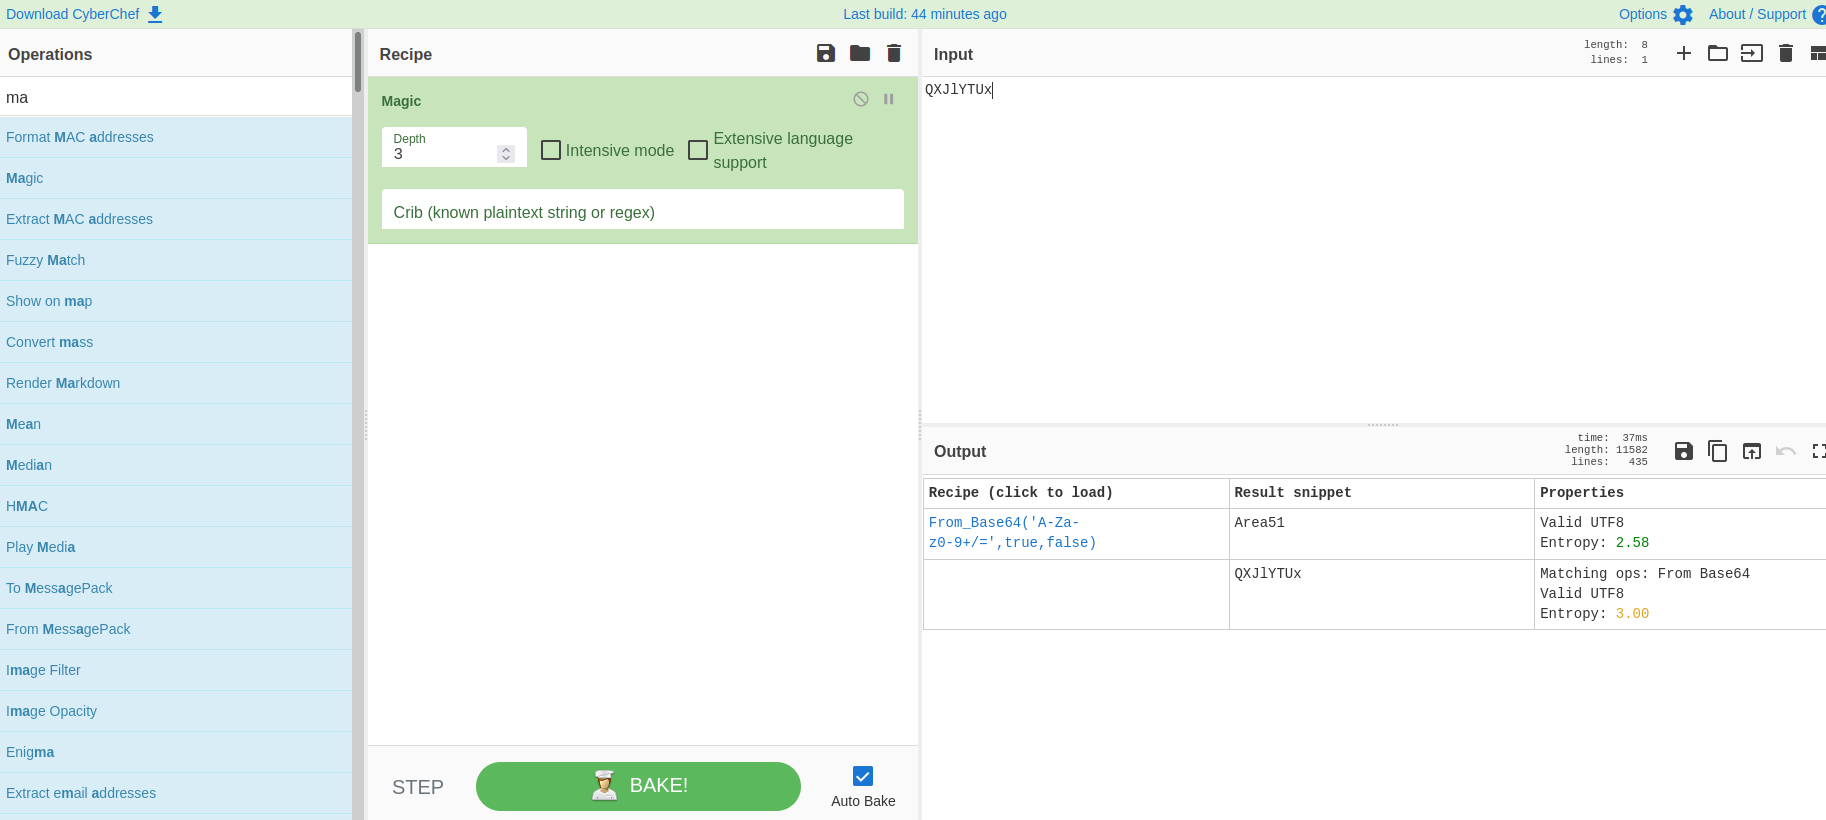 Download CyberChef
Last build: 44 minutes ago
Options
About / Support
Operations
ma
Format MAC addresses
Magic
Extract MAC addresses
Fuzzy Match
Show on map
Convert mass
Render Markdown
Mean
Median
HMAC
Play Media
To MessagePack
From MessagePack
Image Filter
Image Opacity
Enigma
Extract email addresses
Recipe
Magic
Depth
3
Intensive mode
Extensive language
support
Crib (known plaintext string or regex)
STEP
BAKE!
Auto Bake
Input
length: 8
lines: 1
QXJlYTUx
Output
time: 37ms
length: 11582
lines: 435
Recipe (click to load)
Result snippet
Properties
From_Base64('A-Za-
z0-9+/=',true,false)
Area51
Valid UTF8
Entropy: 2.58
QXJlYTUx
Matching ops: From Base64
Valid UTF8
Entropy: 3.00